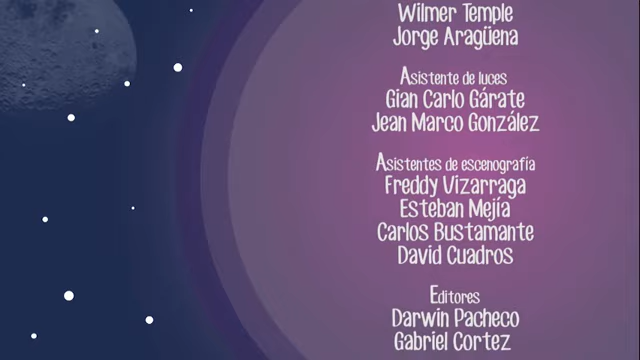 Wilmer Temple
Jorge Aragüena
Asistente de luces
Gian Carlo Gárate
Jean Marco González
Asistentes de escenografía
Freddy Vizarraga
Esteban Mejía
Carlos Bustamante
David Cuadros
Editores
Darwin Pacheco
Gabriel Cortez